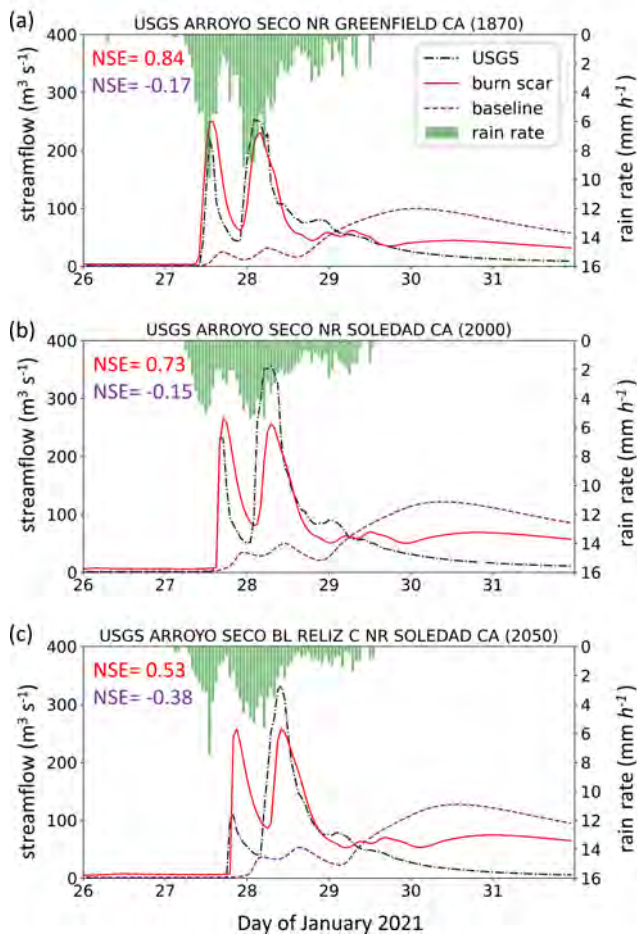 (a)
USGS ARROYO SECO NR GREENFIELD CA (1870)
NSE= 0.84
NSE= -0.17
USGS
burn scar
baseline
rain rate
streamflow (m³ s⁻¹)
400
300
200
100
0
rain rate (mm h⁻¹)
0
2
4
6
8
10
12
14
16
26 27 28 29 30 31
(b)
USGS ARROYO SECO NR SOLEDAD CA (2000)
NSE= 0.73
NSE= -0.15
streamflow (m³ s⁻¹)
400
300
200
100
0
rain rate (mm h⁻¹)
0
2
4
6
8
10
12
14
16
26 27 28 29 30 31
(c)
USGS ARROYO SECO BL RELIZ C NR SOLEDAD CA (2050)
NSE= 0.53
NSE= -0.38
streamflow (m³ s⁻¹)
400
300
200
100
0
rain rate (mm h⁻¹)
0
2
4
6
8
10
12
14
16
26 27 28 29 30 31
Day of January 2021